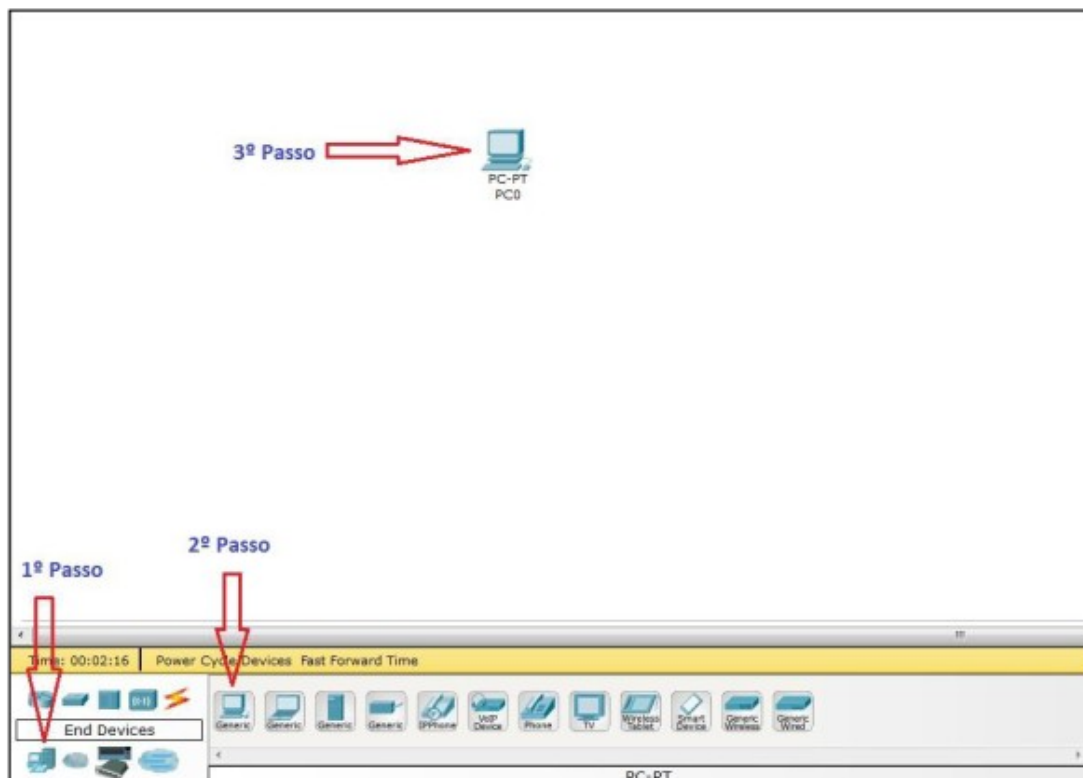 3º Passo
PC-PT
PC0
2º Passo
1º Passo
Time: 00:02:16 Power Cycle Devices Fast Forward Time
End Devices
Generic Generic Generic Generic IPPhone VoIP Device Phone TV Wireless Tablet Smart Device Generic Wireless Generic Wired
PC-PT